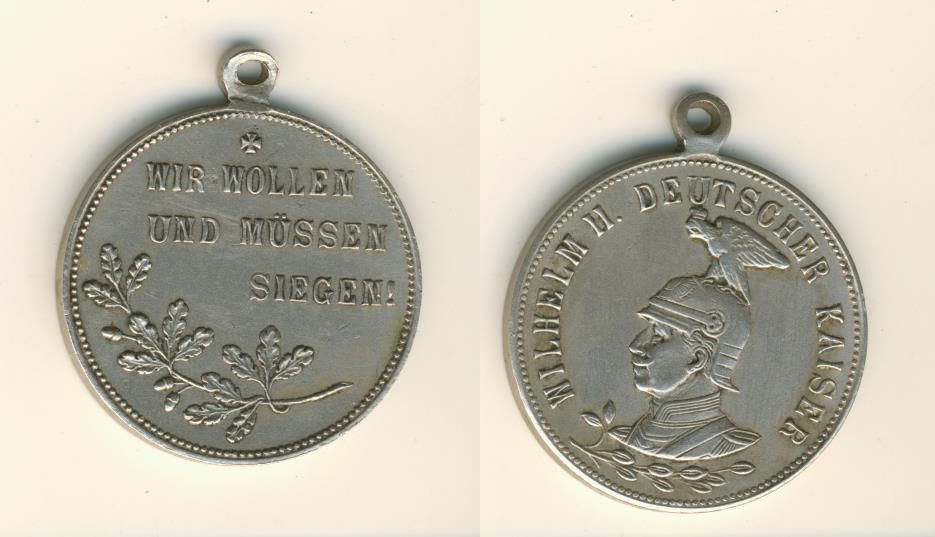 WIR WOLLEN
UND MÜSSEN
SIEGEN!
WILHELM II. DEUTSCHER KAISER